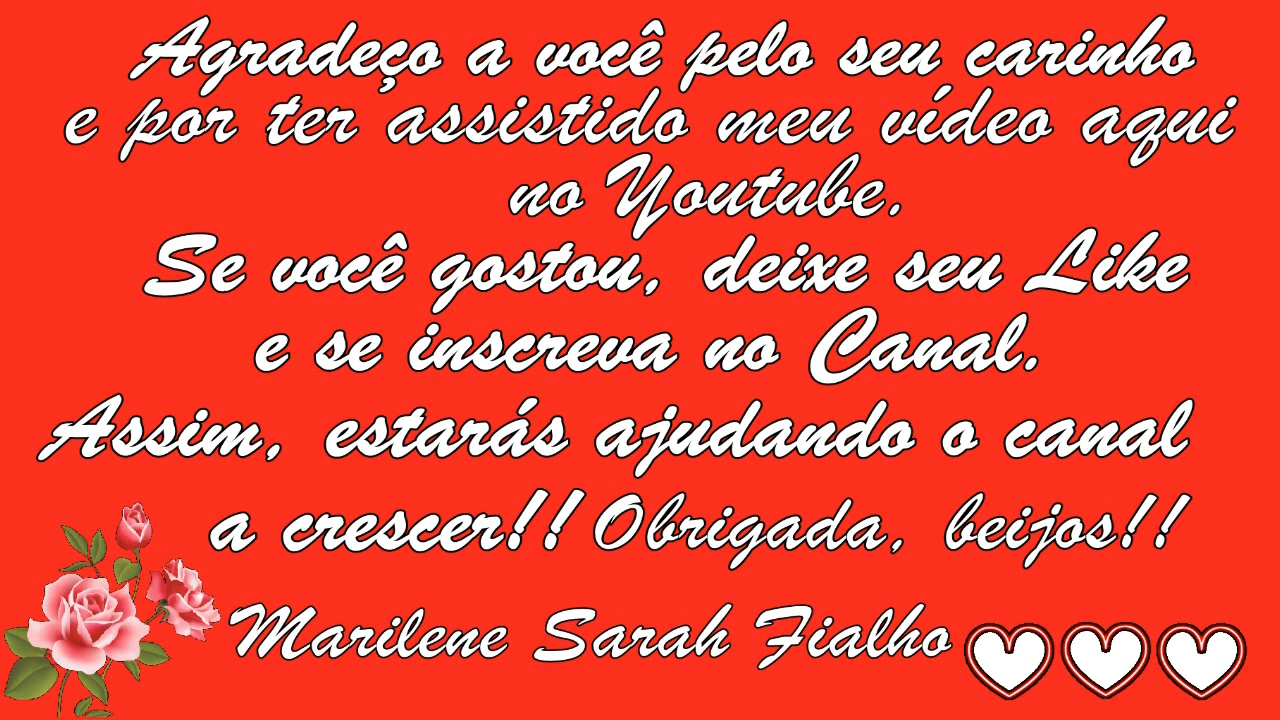 Agradeço a você pelo seu carinho
e por ter assistido meu vídeo aqui
no Youtube.
Se você gostou, deixe seu Like
e se inscreva no Canal.
Assim, estarás ajudando o canal
a crescer!! Obrigada, beijos!!
Marilene Sarah Fialho